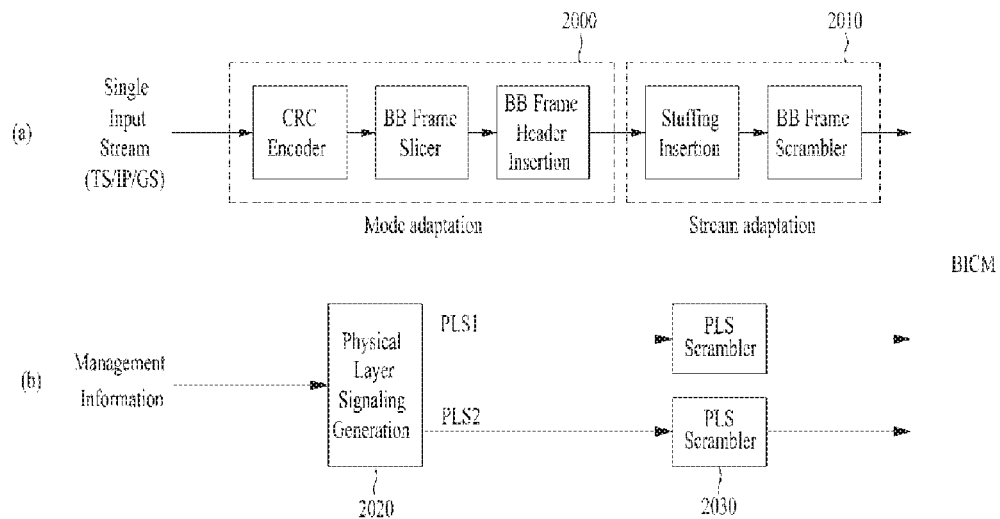 2000
2010
Single
Input
Stream
(TS/IP/GS)
(a)
CRC
Encoder
BB Frame
Slicer
BB Frame
Header
Insertion
Stuffing
Insertion
BB Frame
Scrambler
Mode adaptation
Stream adaptation
BICM
(b)
Management
Information
Physical
Layer
Signaling
Generation
PLS1
PLS2
PLS
Scrambler
PLS
Scrambler
2020
2030